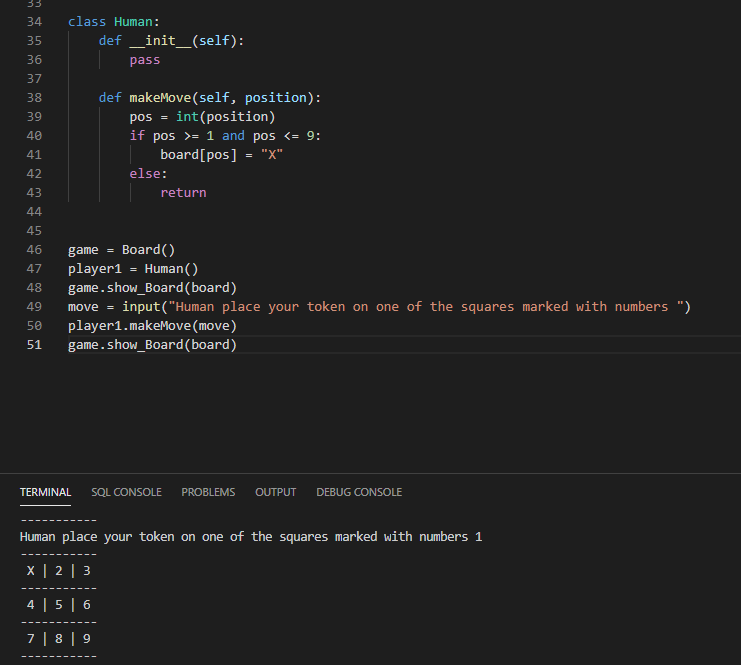 33
34 class Human:
35     def __init__(self):
36         pass
37
38     def makeMove(self, position):
39         pos = int(position)
40         if pos >= 1 and pos <= 9:
41             board[pos] = "X"
42         else:
43             return
44
45
46 game = Board()
47 player1 = Human()
48 game.show_Board(board)
49 move = input("Human place your token on one of the squares marked with numbers ")
50 player1.makeMove(move)
51 game.show_Board(board)
TERMINAL SQL CONSOLE PROBLEMS OUTPUT DEBUG CONSOLE
-----------
Human place your token on one of the squares marked with numbers 1
-----------
 X | 2 | 3
-----------
 4 | 5 | 6
-----------
 7 | 8 | 9
-----------